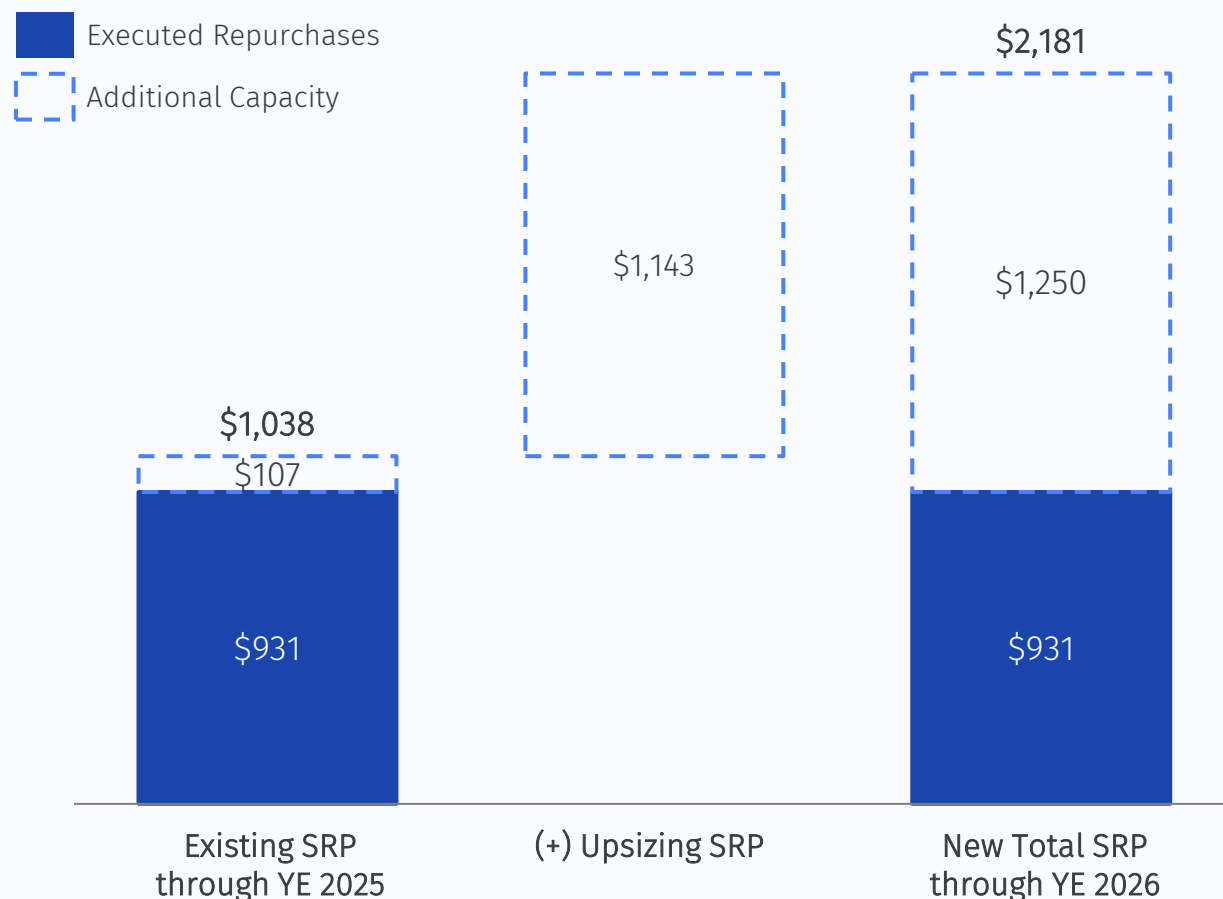 Executed Repurchases
Additional Capacity
$2,181
$1,143
$1,250
$1,038
$107
$931
$931
Existing SRP
through YE 2025
(+) Upsizing SRP
New Total SRP
through YE 2026